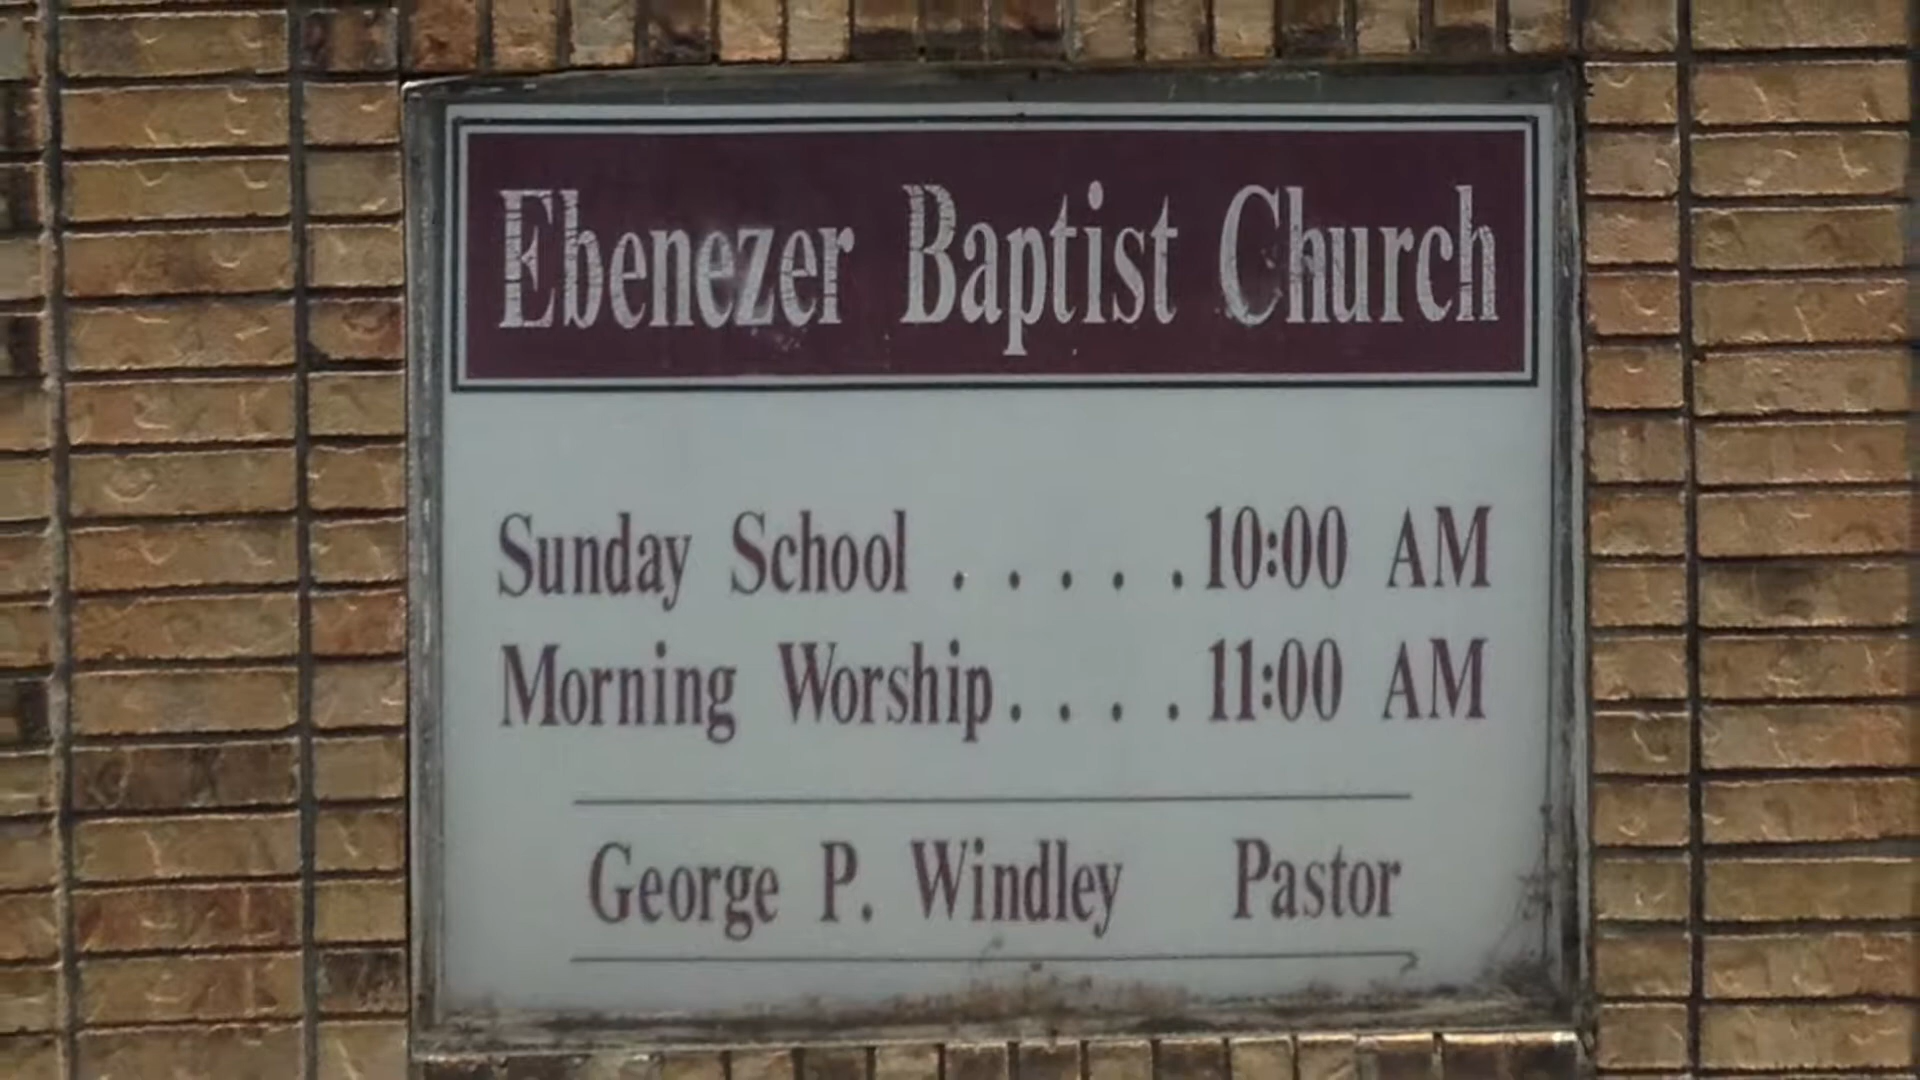 Ebenezer Baptist Church
Sunday School . . . . . 10:00 AM
Morning Worship. . . . 11:00 AM
George P. Windley Pastor